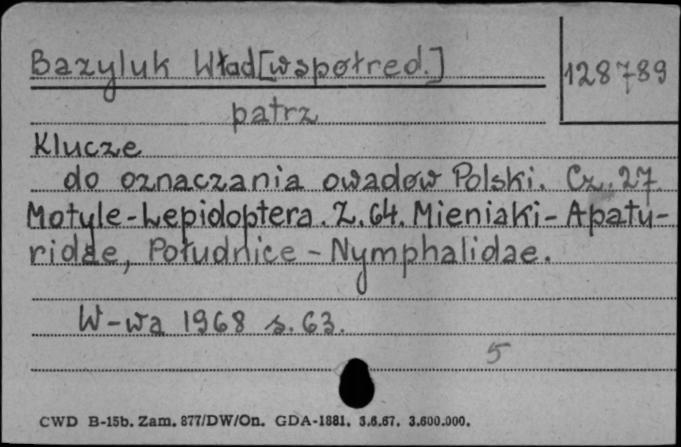 Bazyluk Wład[współred.]
128789
patrz
Klucze
do oznaczania owadów Polski. Cz. 27.
Motyle-Lepidoptera. Z. 64. Mieniaki-Apatu-
ridae, Południce - Nymphalidae.
W-wa 1968 s. 63.
5
CWD B-15b. Zam. 877/DW/On. GDA-1881. 3.6.67. 3.600.000.